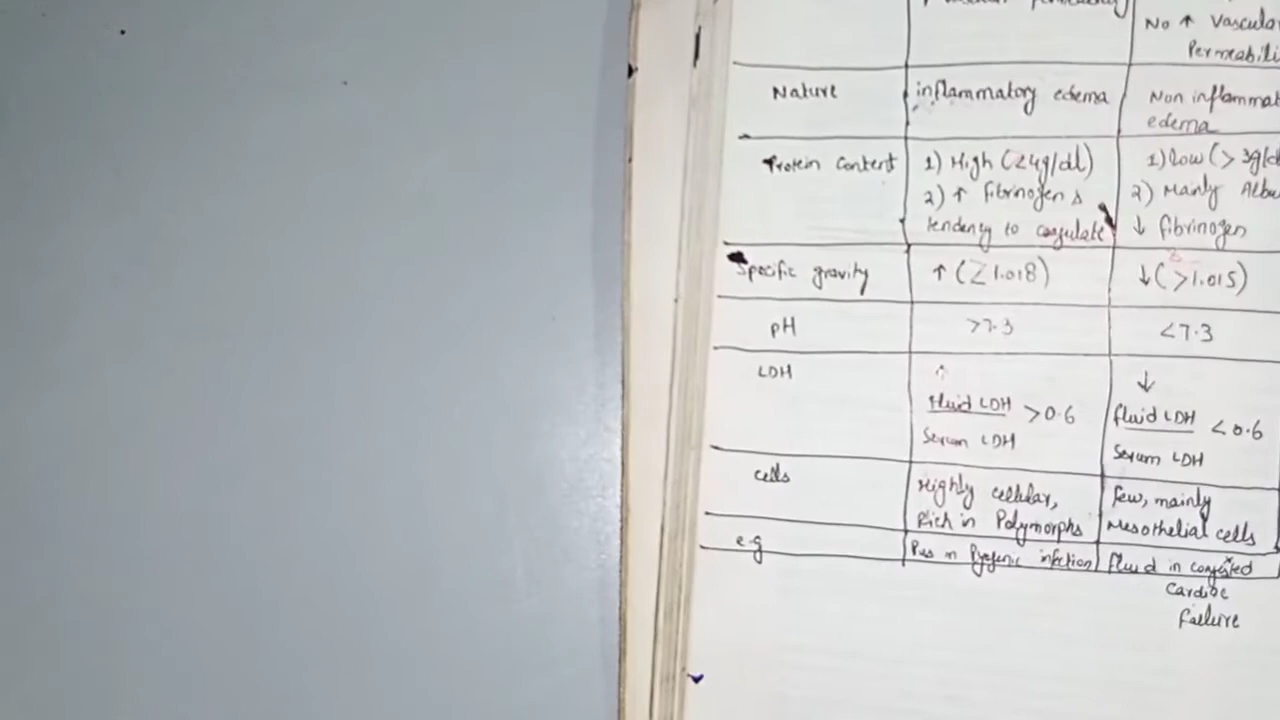 No ↑ Vascula
Permeabili
Nature inflammatory edema Non inflammat
edema
Protein content 1) High (≥4g/dl) 1) low (> 3g/d
2) ↑ fibrinogen & 2) Mainly Albu
tendency to coagulate ↓ fibrinogen
Specific gravity ↑ (≥1.018) ↓ (>1.015)
pH >7.3 <7.3
LDH ↑ ↓
fluid LDH >0.6 fluid LDH <0.6
Serum LDH Serum LDH
cells Highly cellular, few, mainly
Rich in Polymorphs Mesothelial cells
e.g Pus in Pyogenic infection fluid in congested
Cardiac
failure